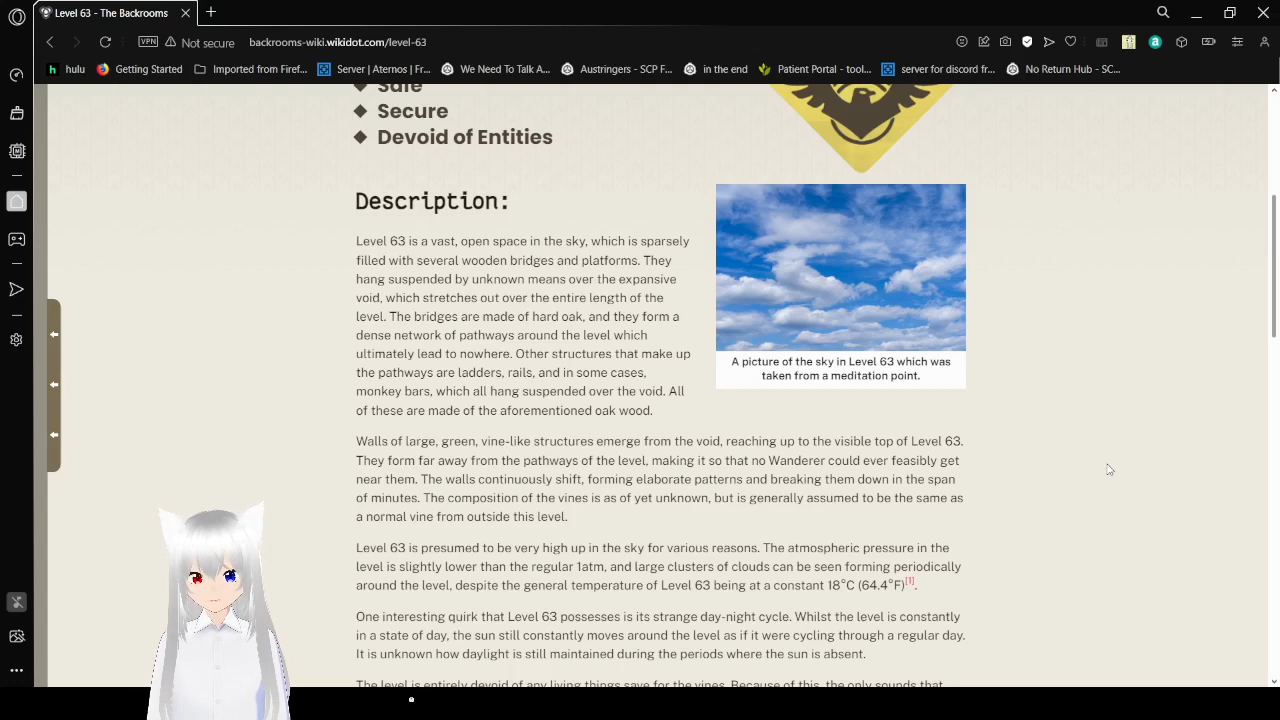 Level 63 - The Backrooms
VPN Not secure backrooms-wiki.wikidot.com/level-63
hulu Getting Started Imported from Firef... Server | Aternos | Fr... We Need To Talk A... Austringers - SCP F... in the end Patient Portal - tool... server for discord fr... No Return Hub - SC...
Safe
Secure
Devoid of Entities
Description:
Level 63 is a vast, open space in the sky, which is sparsely
filled with several wooden bridges and platforms. They
hang suspended by unknown means over the expansive
void, which stretches out over the entire length of the
level. The bridges are made of hard oak, and they form a
dense network of pathways around the level which
ultimately lead to nowhere. Other structures that make up
the pathways are ladders, rails, and in some cases,
monkey bars, which all hang suspended over the void. All
of these are made of the aforementioned oak wood.
A picture of the sky in Level 63 which was
taken from a meditation point.
Walls of large, green, vine-like structures emerge from the void, reaching up to the visible top of Level 63.
They form far away from the pathways of the level, making it so that no Wanderer could ever feasibly get
near them. The walls continuously shift, forming elaborate patterns and breaking them down in the span
of minutes. The composition of the vines is as of yet unknown, but is generally assumed to be the same as
a normal vine from outside this level.
Level 63 is presumed to be very high up in the sky for various reasons. The atmospheric pressure in the
level is slightly lower than the regular 1atm, and large clusters of clouds can be seen forming periodically
around the level, despite the general temperature of Level 63 being at a constant 18°C (64.4°F)[1].
One interesting quirk that Level 63 possesses is its strange day-night cycle. Whilst the level is constantly
in a state of day, the sun still constantly moves around the level as if it were cycling through a regular day.
It is unknown how daylight is still maintained during the periods where the sun is absent.
The level is entirely devoid of any living things save for the vines. Because of this, the only sounds that